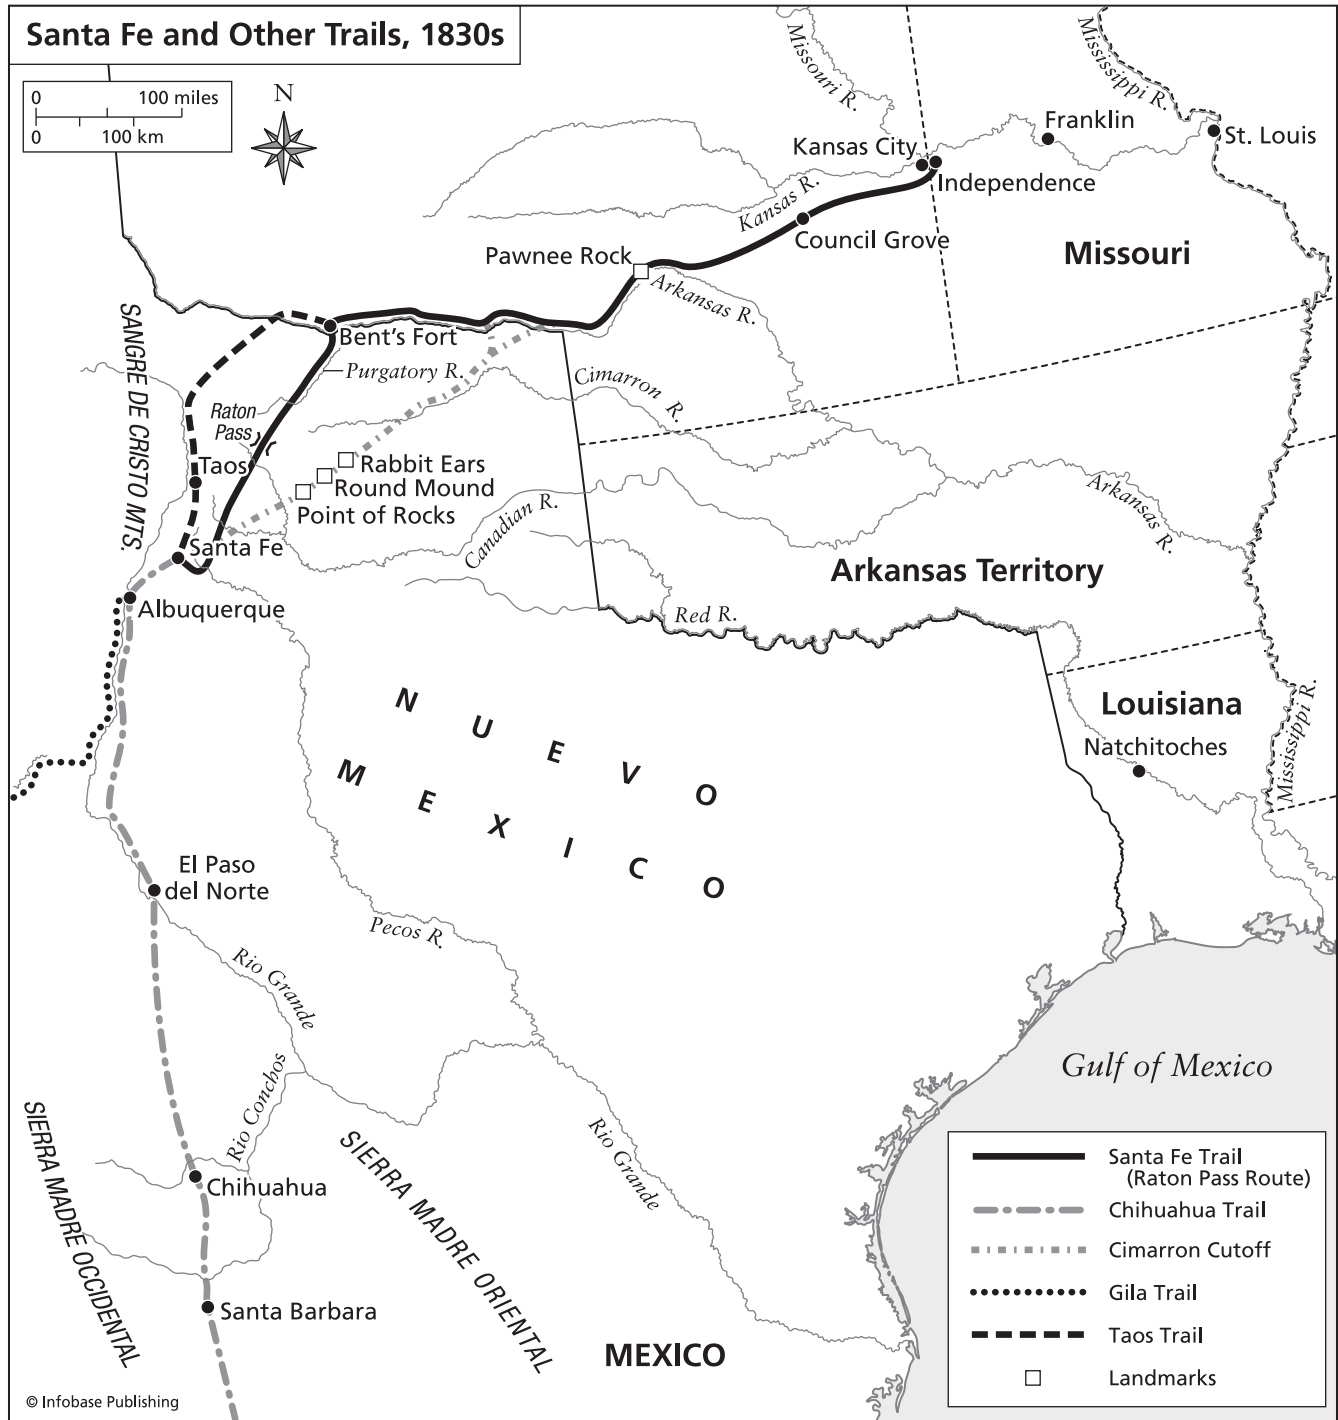 Santa Fe and Other Trails, 1830s
0 100 miles
0 100 km
N
Missouri R.
Mississippi R.
Franklin
St. Louis
Kansas City
Independence
Kansas R.
Council Grove
Missouri
Pawnee Rock
Arkansas R.
Bent's Fort
Purgatory R.
SANGRE DE CRISTO MTS.
Cimarron R.
Raton
Pass
Taos
Rabbit Ears
Round Mound
Point of Rocks
Canadian R.
Arkansas R.
Santa Fe
Arkansas Territory
Albuquerque
Red R.
NUEVO
MEXICO
Louisiana
Natchitoches
Mississippi R.
El Paso
del Norte
Pecos R.
Rio Grande
Rio Conchos
Gulf of Mexico
SIERRA MADRE OCCIDENTAL
SIERRA MADRE ORIENTAL
Rio Grande
Chihuahua
Santa Barbara
MEXICO
Santa Fe Trail
(Raton Pass Route)
Chihuahua Trail
Cimarron Cutoff
Gila Trail
Taos Trail
Landmarks
© Infobase Publishing